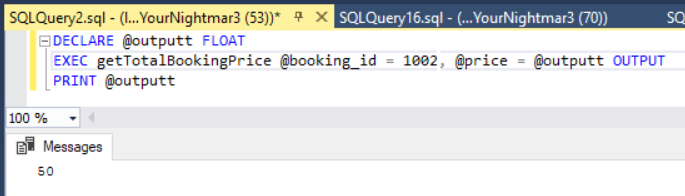 SQLQuery2.sql - (l...YourNightmar3 (53))*
SQLQuery16.sql - (...YourNightmar3 (70))
SQ
DECLARE @outputt FLOAT
EXEC getTotalBookingPrice @booking_id = 1002, @price = @outputt OUTPUT
PRINT @outputt
100 %
Messages
50